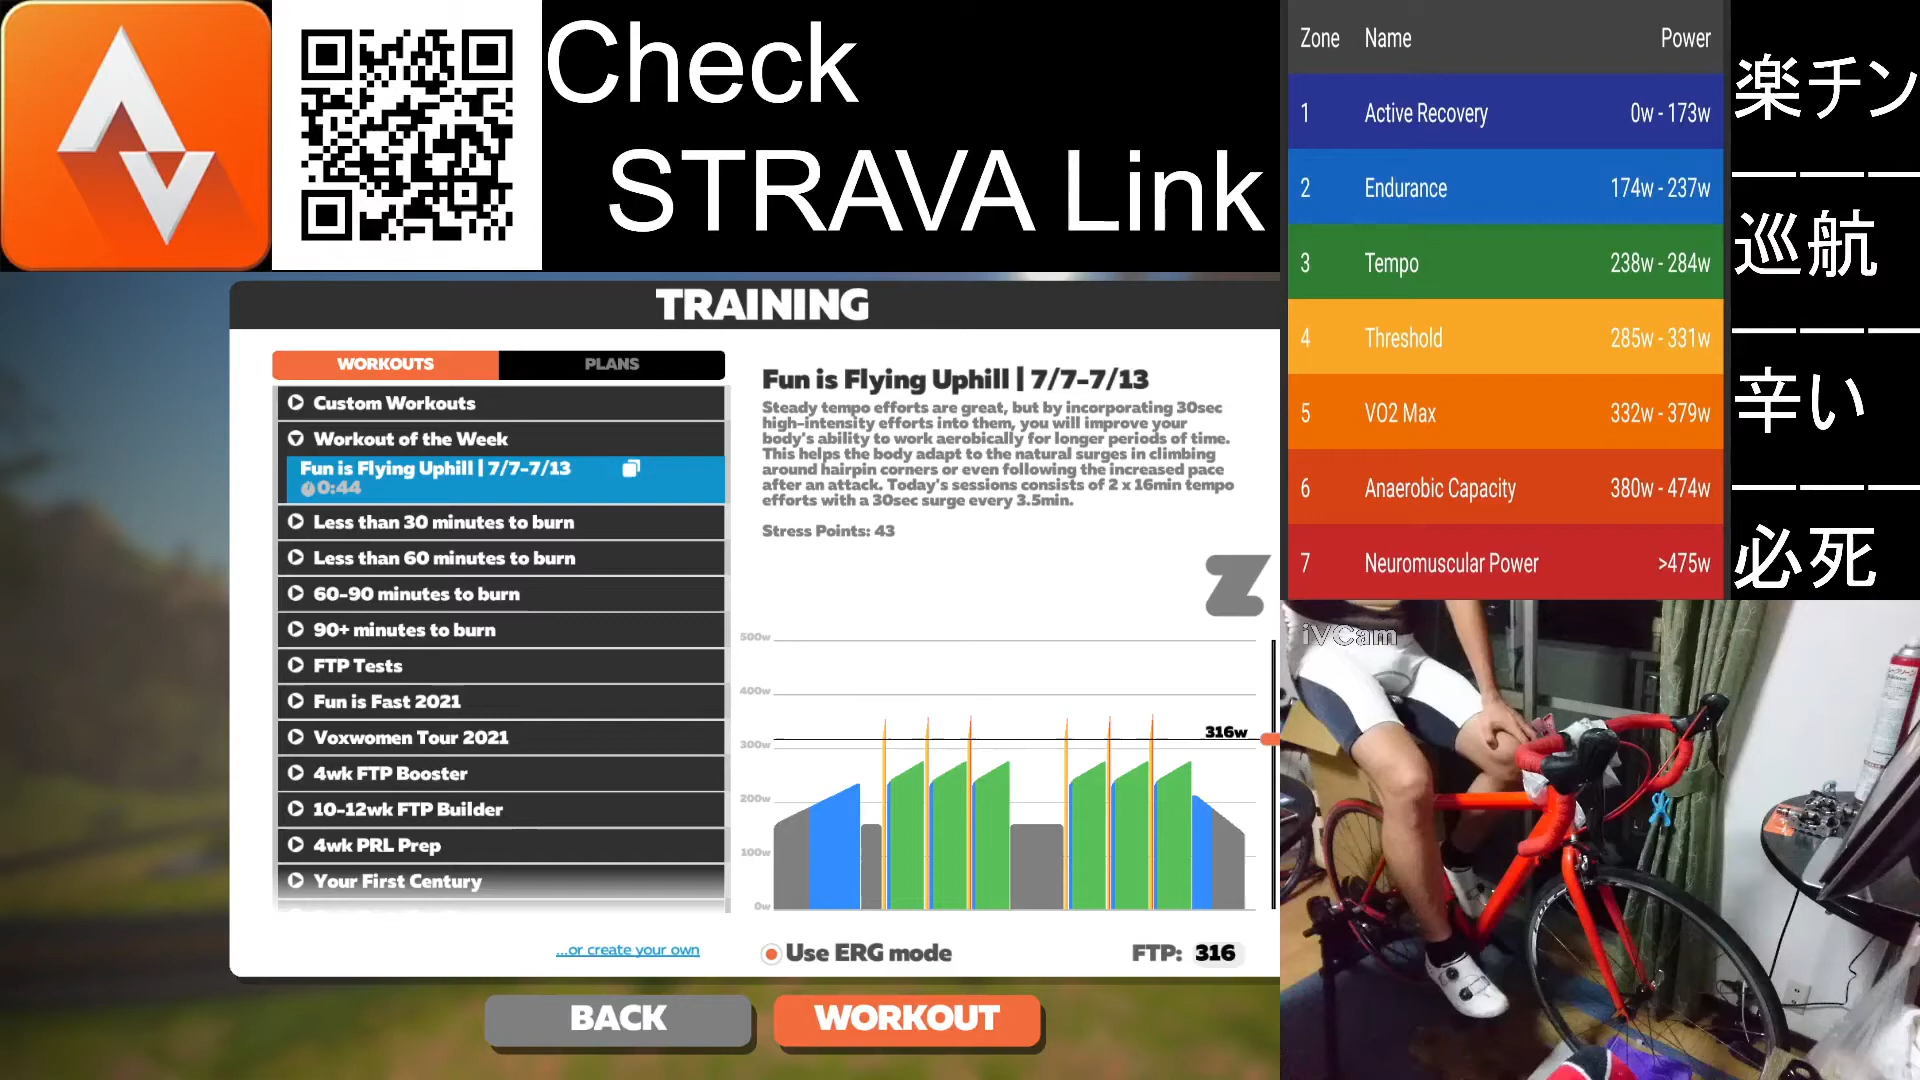 Check
STRAVA Link
TRAINING
WORKOUTS
PLANS
Custom Workouts
Workout of the Week
Fun is Flying Uphill | 7/7-7/13
0:44
Less than 30 minutes to burn
Less than 60 minutes to burn
60-90 minutes to burn
90+ minutes to burn
FTP Tests
Fun is Fast 2021
Voxwomen Tour 2021
4wk FTP Booster
10-12wk FTP Builder
4wk PRL Prep
Your First Century
...or create your own
Fun is Flying Uphill | 7/7-7/13
Steady tempo efforts are great, but by incorporating 30sec
high-intensity efforts into them, you will improve your
body's ability to work aerobically for longer periods of time.
This helps the body adapt to the natural surges in climbing
around hairpin corners or even following the increased pace
after an attack. Today's sessions consists of 2 x 16min tempo
efforts with a 30sec surge every 3.5min.
Stress Points: 43
500w
400w
316w
300w
200w
100w
0w
Use ERG mode
FTP: 316
BACK
WORKOUT
Zone Name Power
1 Active Recovery 0w - 173w
2 Endurance 174w - 237w
3 Tempo 238w - 284w
4 Threshold 285w - 331w
5 VO2 Max 332w - 379w
6 Anaerobic Capacity 380w - 474w
7 Neuromuscular Power >475w
楽チン
巡航
辛い
必死
iVCam